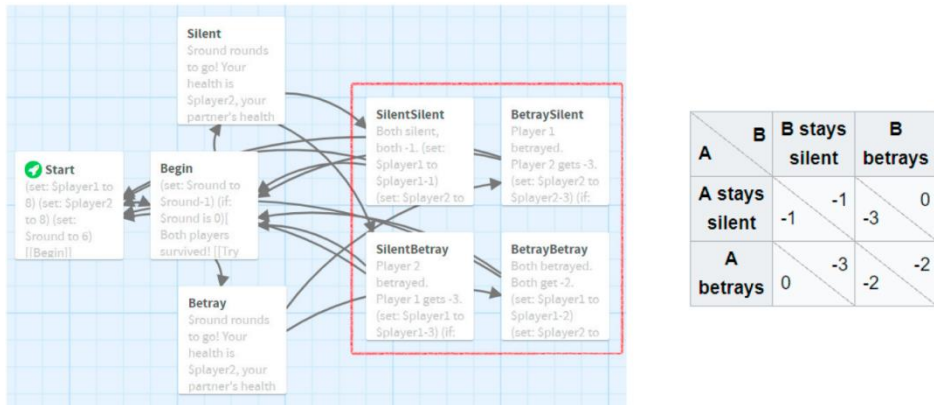 Silent
$round rounds
to go! Your
health is
$player2, your
partner's health
SilentSilent
Both silent,
both -1. (set:
$player1 to
$player1-1)
(set: $player2 to
BetraySilent
Player 1
betrayed.
Player 2 gets -3.
(set: $player2 to
$player2-3) (if:
Start
(set: $player1 to
8) (set: $player2
to 8) (set:
$round to 6)
[[Begin]]
Begin
(set: $round to
$round-1) (if:
$round is 0)[
Both players
survived! [[Try
SilentBetray
Player 2
betrayed.
Player 1 gets -3.
(set: $player1 to
$player1-3) (if:
BetrayBetray
Both betrayed.
Both get -2.
(set: $player1 to
$player1-2)
(set: $player2 to
Betray
$round rounds
to go! Your
health is
$player2, your
partner's health
B
A
B stays
silent
B
betrays
A stays
silent
-1
-1
0
-3
A
betrays
-3
0
-2
-2